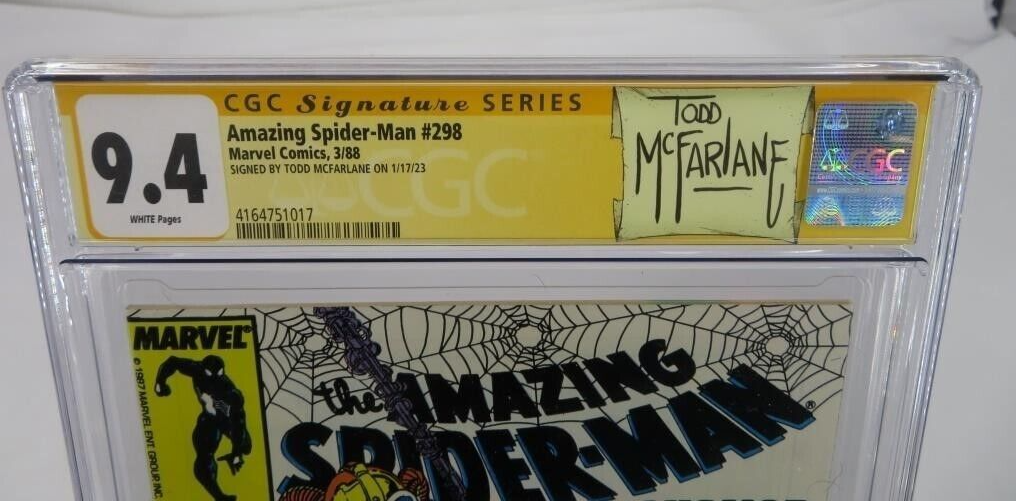 CGC Signature SERIES
Amazing Spider-Man #298
Marvel Comics, 3/88
SIGNED BY TODD MCFARLANE ON 1/17/23
9.4
WHITE Pages
4164751017
CGC
TODD
McFARLANE
CGC
MARVEL
© 1987 MARVEL ENT. GROUP, INC.
the AMAZING
SPIDER-MAN®